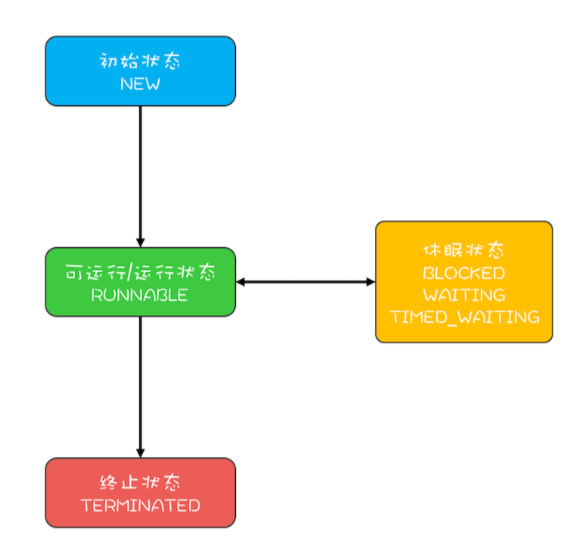 初始状态
NEW
可运行/运行状态
RUNNABLE
休眠状态
BLOCKED
WAITING
TIMED_WAITING
终止状态
TERMINATED